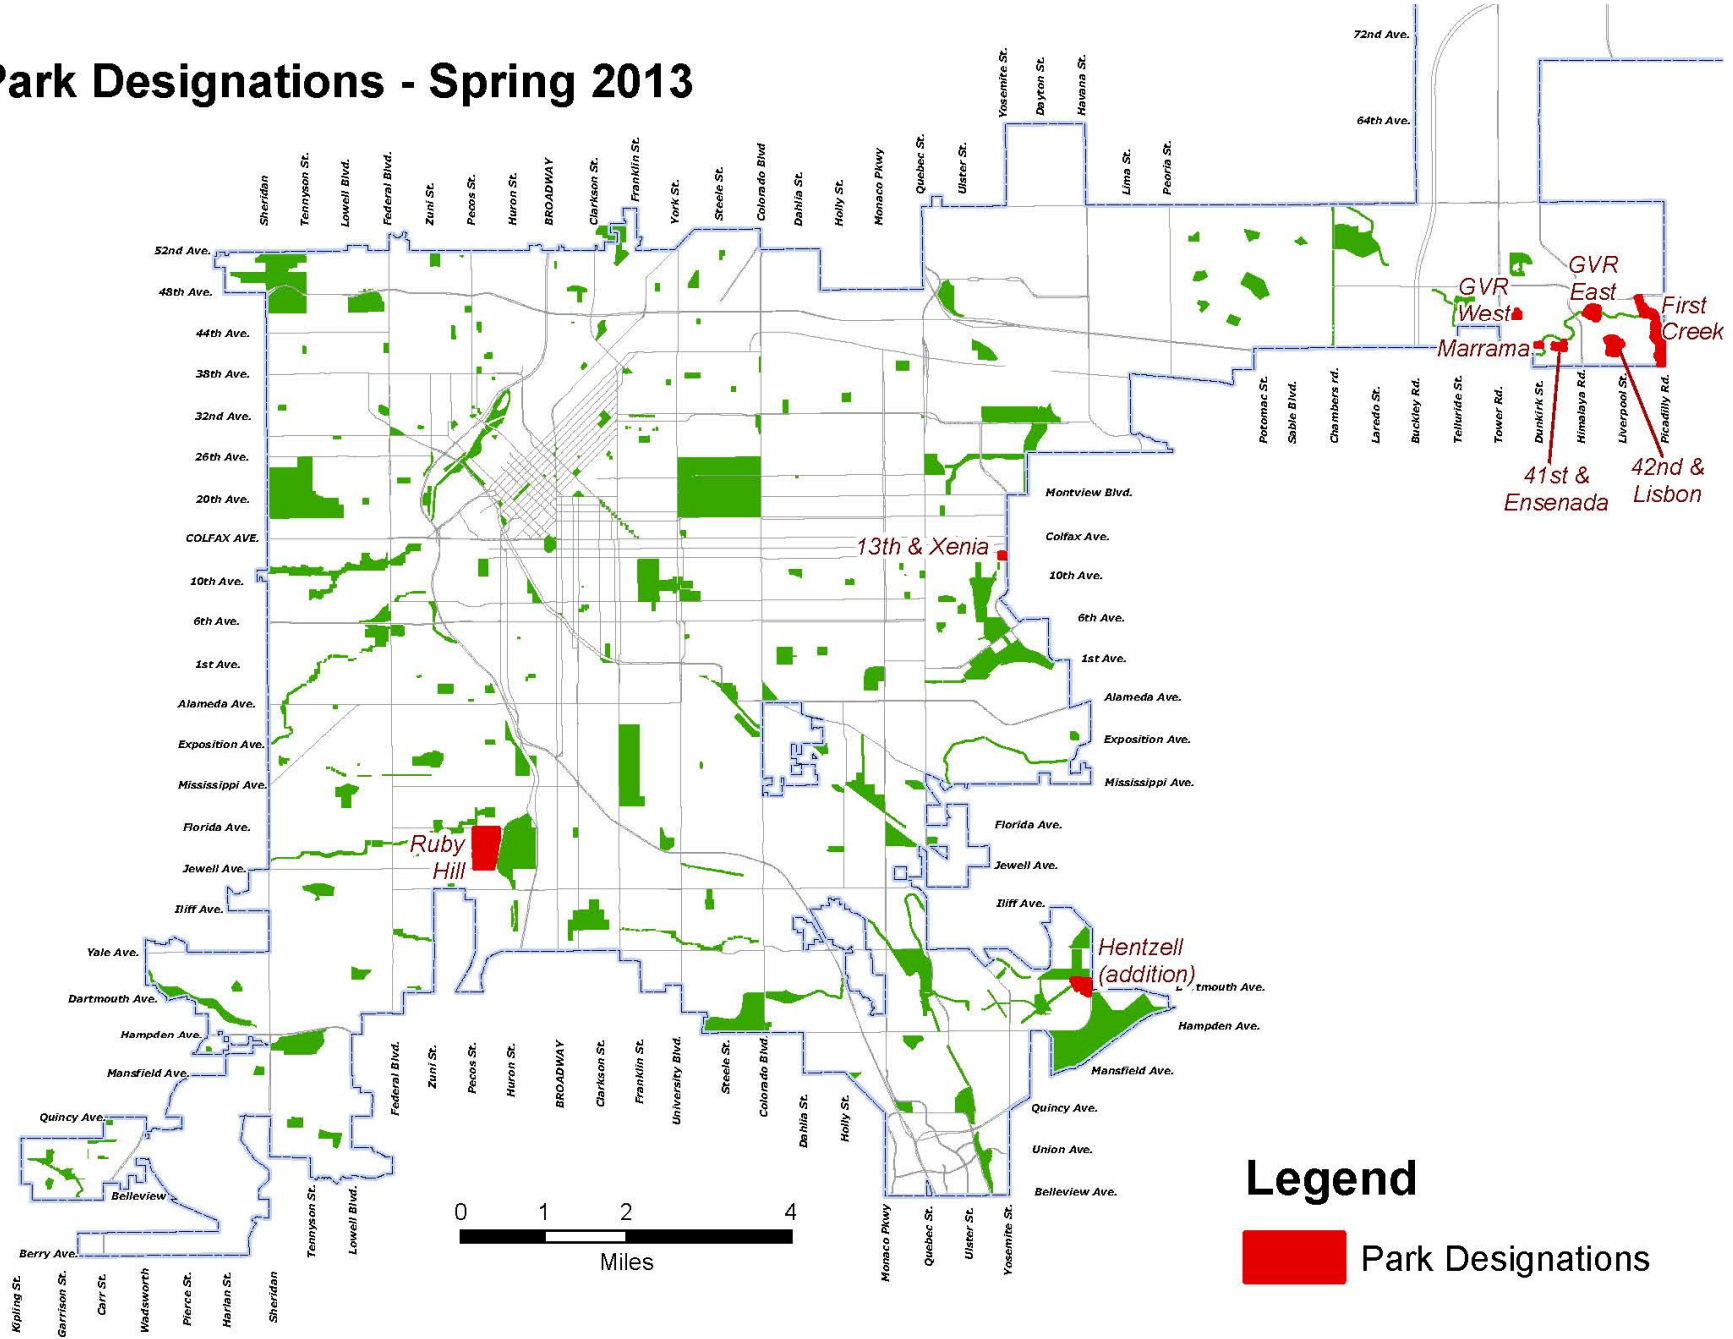 Park Designations - Spring 2013
72nd Ave.
64th Ave.
Yosemite St.
Dayton St.
Havana St.
Sheridan
Tennyson St.
Lowell Blvd.
Federal Blvd.
Zuni St.
Pecos St.
Huron St.
BROADWAY
Clarkson St.
Franklin St.
York St.
Steele St.
Colorado Blvd
Dahlia St.
Holly St.
Monaco Pkwy
Quebec St.
Ulster St.
Lima St.
Peoria St.
52nd Ave.
48th Ave.
44th Ave.
38th Ave.
32nd Ave.
26th Ave.
20th Ave.
COLFAX AVE.
10th Ave.
6th Ave.
1st Ave.
Alameda Ave.
Exposition Ave.
Mississippi Ave.
Florida Ave.
Jewell Ave.
Iliff Ave.
Yale Ave.
Dartmouth Ave.
Hampden Ave.
Mansfield Ave.
Quincy Ave.
Belleview
Berry Ave.
GVR
West
GVR
East
First
Creek
Marrama
41st &
Ensenada
42nd &
Lisbon
Potomac St.
Sable Blvd.
Chambers rd.
Laredo St.
Buckley Rd.
Telluride St.
Tower Rd.
Dunkirk St.
Himalaya Rd.
Liverpool St.
Picadilly Rd.
13th & Xenia
Montview Blvd.
Colfax Ave.
10th Ave.
6th Ave.
1st Ave.
Alameda Ave.
Exposition Ave.
Mississippi Ave.
Florida Ave.
Jewell Ave.
Iliff Ave.
Ruby
Hill
Hentzell
(addition)
tmouth Ave.
Hampden Ave.
Mansfield Ave.
Quincy Ave.
Union Ave.
Belleview Ave.
Federal Blvd.
Zuni St.
Pecos St.
Huron St.
BROADWAY
Clarkson St.
Franklin St.
University Blvd.
Steele St.
Colorado Blvd.
Dahlia St.
Holly St.
Monaco Pkwy
Quebec St.
Ulster St.
Yosemite St.
Tennyson St.
Lowell Blvd.
Kipling St.
Garrison St.
Carr St.
Wadsworth
Pierce St.
Harlan St.
Sheridan
0 1 2 4
Miles
Legend
Park Designations